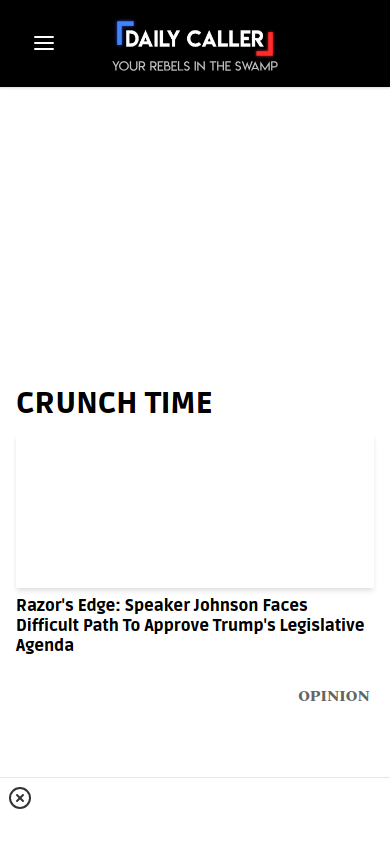 DAILY CALLER
YOUR REBELS IN THE SWAMP
CRUNCH TIME
Razor's Edge: Speaker Johnson Faces
Difficult Path To Approve Trump's Legislative
Agenda
OPINION